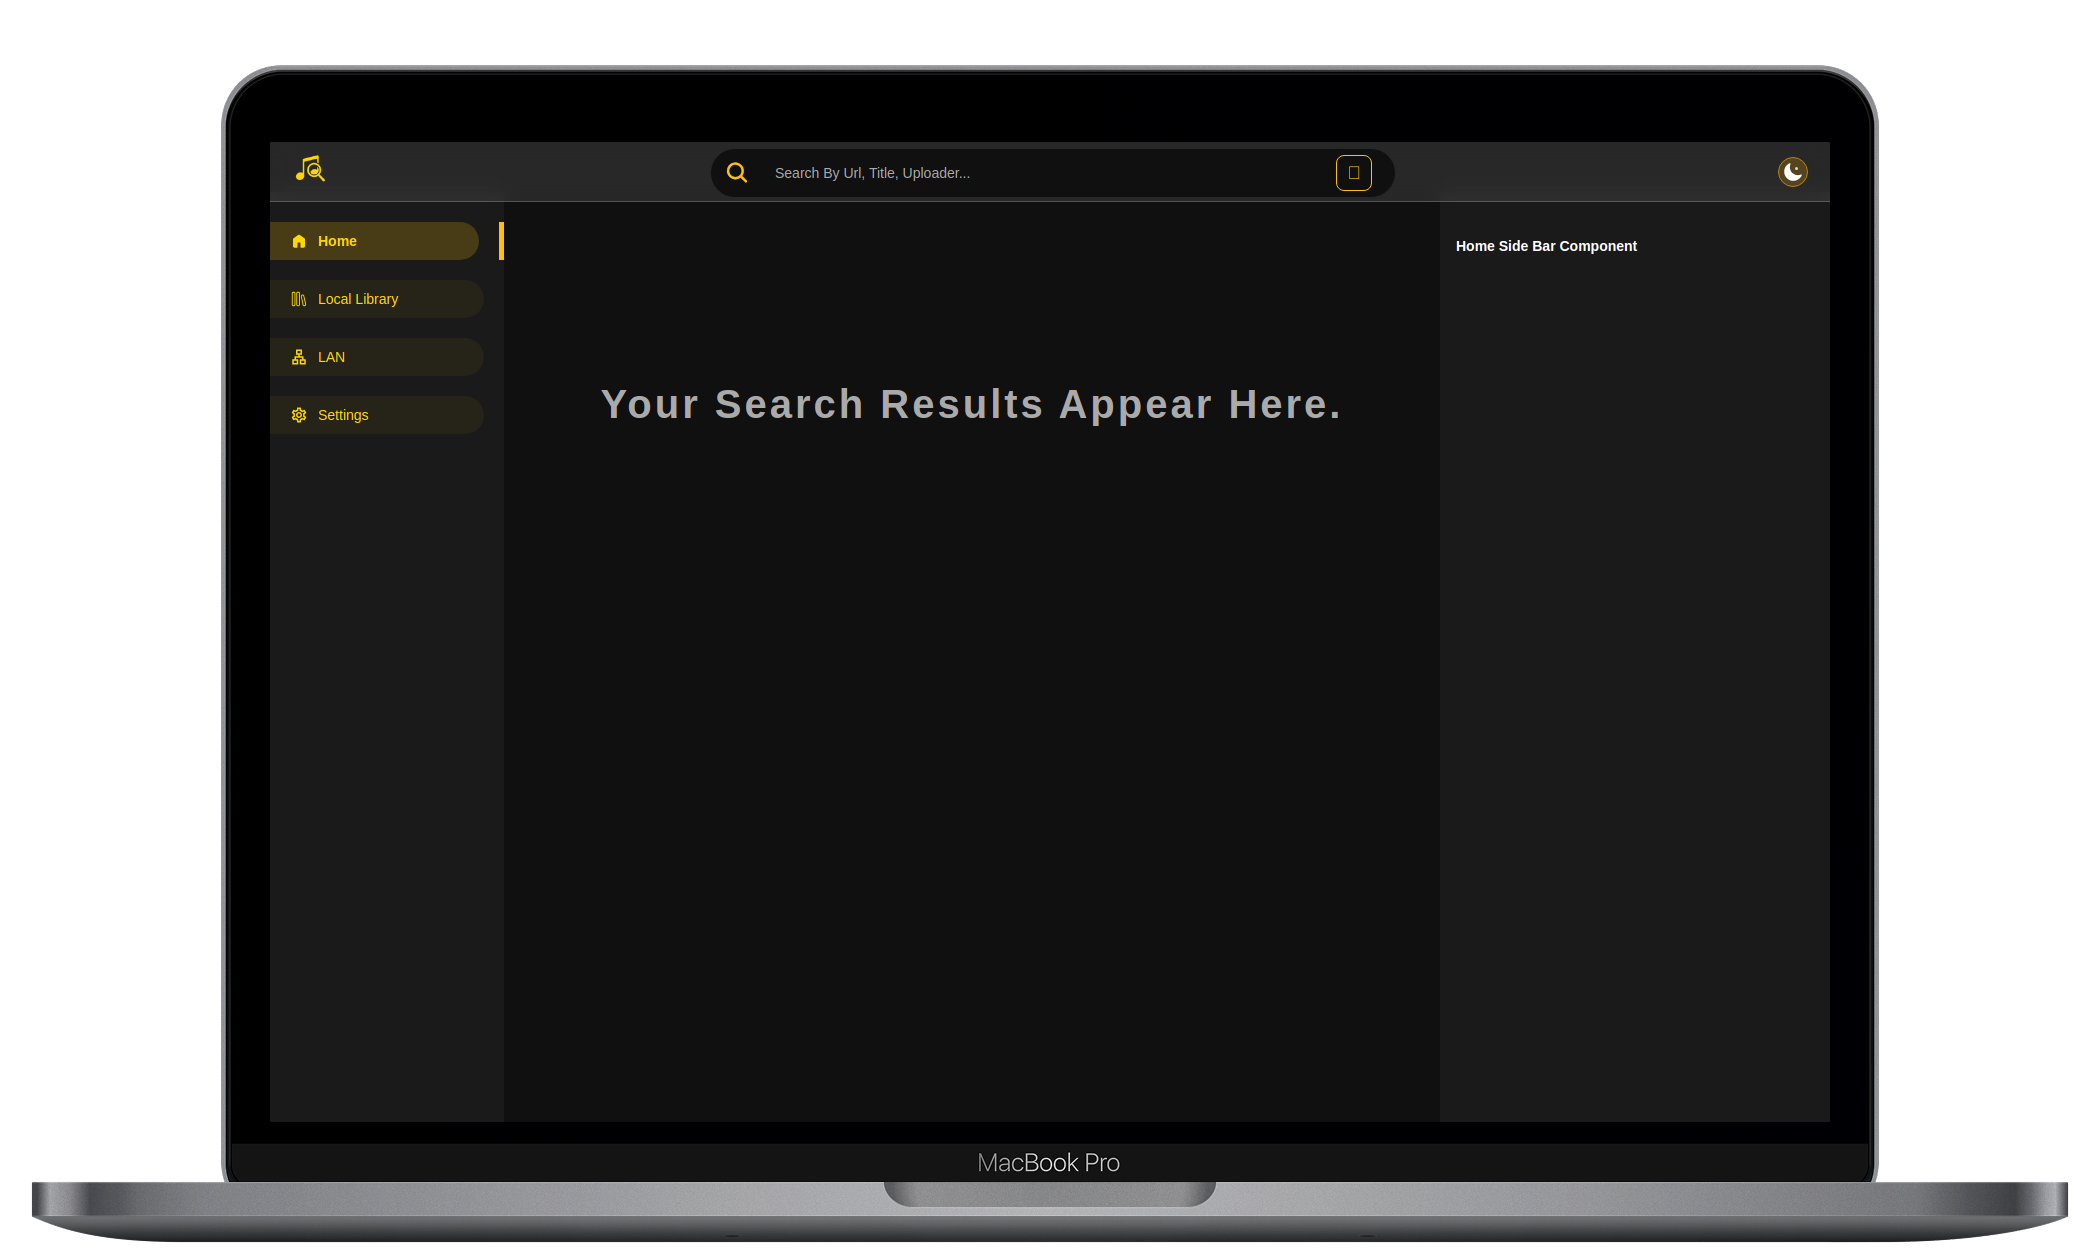 Search By Url, Title, Uploader...
Home
Local Library
LAN
Settings
Your Search Results Appear Here.
Home Side Bar Component
MacBook Pro